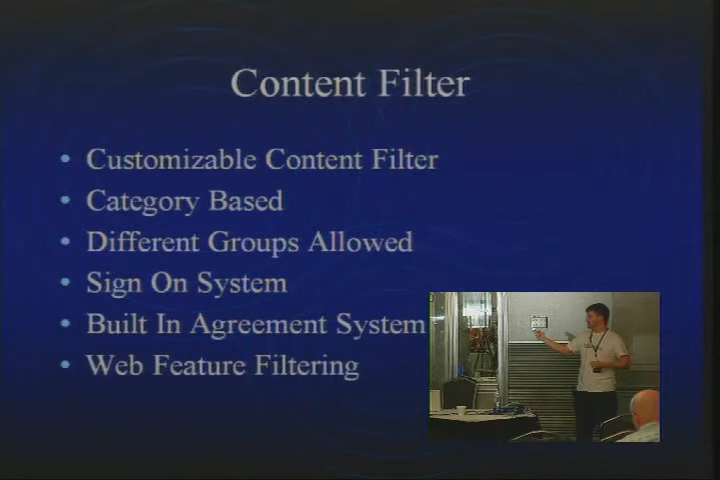 Content Filter
• Customizable Content Filter
• Category Based
• Different Groups Allowed
• Sign On System
• Built In Agreement System
• Web Feature Filtering